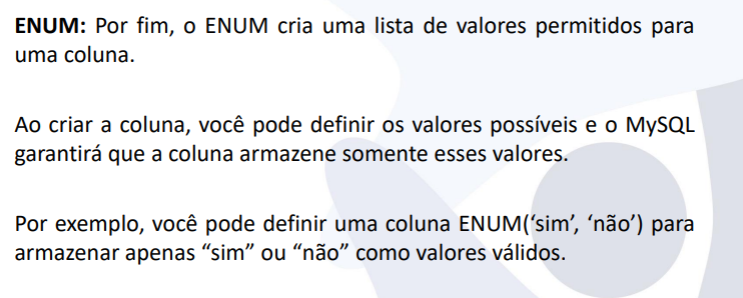 ENUM: Por fim, o ENUM cria uma lista de valores permitidos para
uma coluna.
Ao criar a coluna, você pode definir os valores possíveis e o MySQL
garantirá que a coluna armazene somente esses valores.
Por exemplo, você pode definir uma coluna ENUM(‘sim’, ‘não’) para
armazenar apenas “sim” ou “não” como valores válidos.